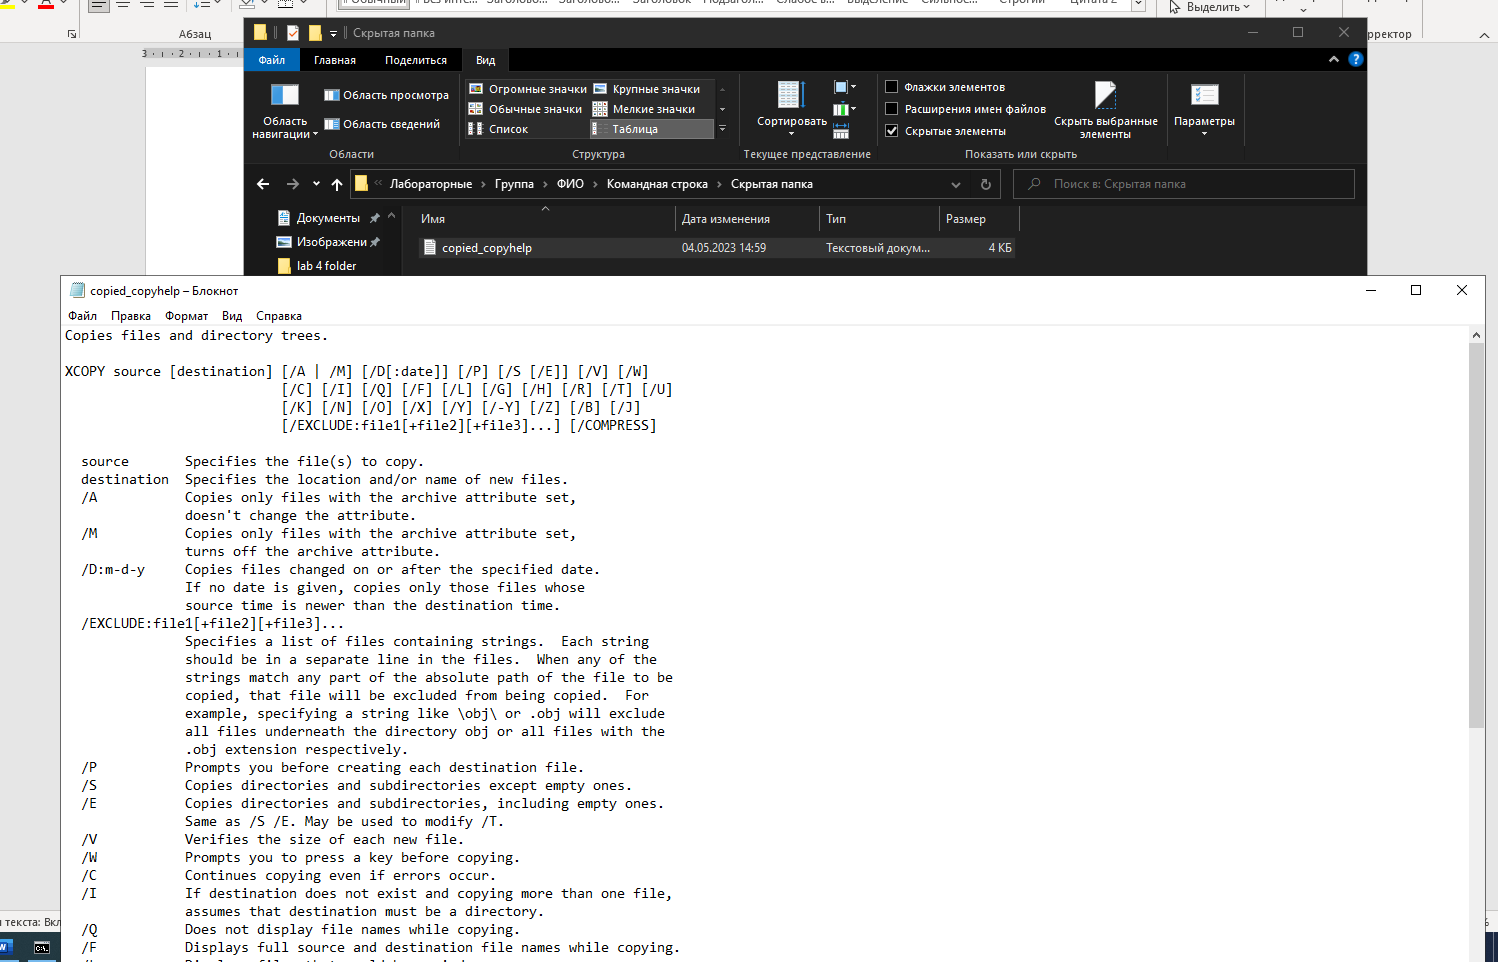 Выделить
Абзац
рректор
3 · 2 · 1
Скрытая папка
Файл Главная Поделиться Вид
Область навигации
Область просмотра
Область сведений
Области
Огромные значки Крупные значки
Обычные значки Мелкие значки
Список Таблица
Структура
Сортировать
Текущее представление
Флажки элементов
Расширения имен файлов
Скрытые элементы
Скрыть выбранные элементы
Показать или скрыть
Параметры
« Лабораторные › Группа › ФИО › Командная строка › Скрытая папка
Поиск в: Скрытая папка
Документы
Изображени
lab 4 folder
Имя Дата изменения Тип Размер
copied_copyhelp 04.05.2023 14:59 Текстовый докум... 4 КБ
copied_copyhelp – Блокнот
Файл Правка Формат Вид Справка
Copies files and directory trees.
XCOPY source [destination] [/A | /M] [/D[:date]] [/P] [/S [/E]] [/V] [/W]
[/C] [/I] [/Q] [/F] [/L] [/G] [/H] [/R] [/T] [/U]
[/K] [/N] [/O] [/X] [/Y] [/-Y] [/Z] [/B] [/J]
[/EXCLUDE:file1[+file2][+file3]...] [/COMPRESS]
source Specifies the file(s) to copy.
destination Specifies the location and/or name of new files.
/A Copies only files with the archive attribute set,
doesn't change the attribute.
/M Copies only files with the archive attribute set,
turns off the archive attribute.
/D:m-d-y Copies files changed on or after the specified date.
If no date is given, copies only those files whose
source time is newer than the destination time.
/EXCLUDE:file1[+file2][+file3]...
Specifies a list of files containing strings. Each string
should be in a separate line in the files. When any of the
strings match any part of the absolute path of the file to be
copied, that file will be excluded from being copied. For
example, specifying a string like \obj\ or .obj will exclude
all files underneath the directory obj or all files with the
.obj extension respectively.
/P Prompts you before creating each destination file.
/S Copies directories and subdirectories except empty ones.
/E Copies directories and subdirectories, including empty ones.
Same as /S /E. May be used to modify /T.
/V Verifies the size of each new file.
/W Prompts you to press a key before copying.
/C Continues copying even if errors occur.
/I If destination does not exist and copying more than one file,
assumes that destination must be a directory.
/Q Does not display file names while copying.
/F Displays full source and destination file names while copying.
текста: Вкл